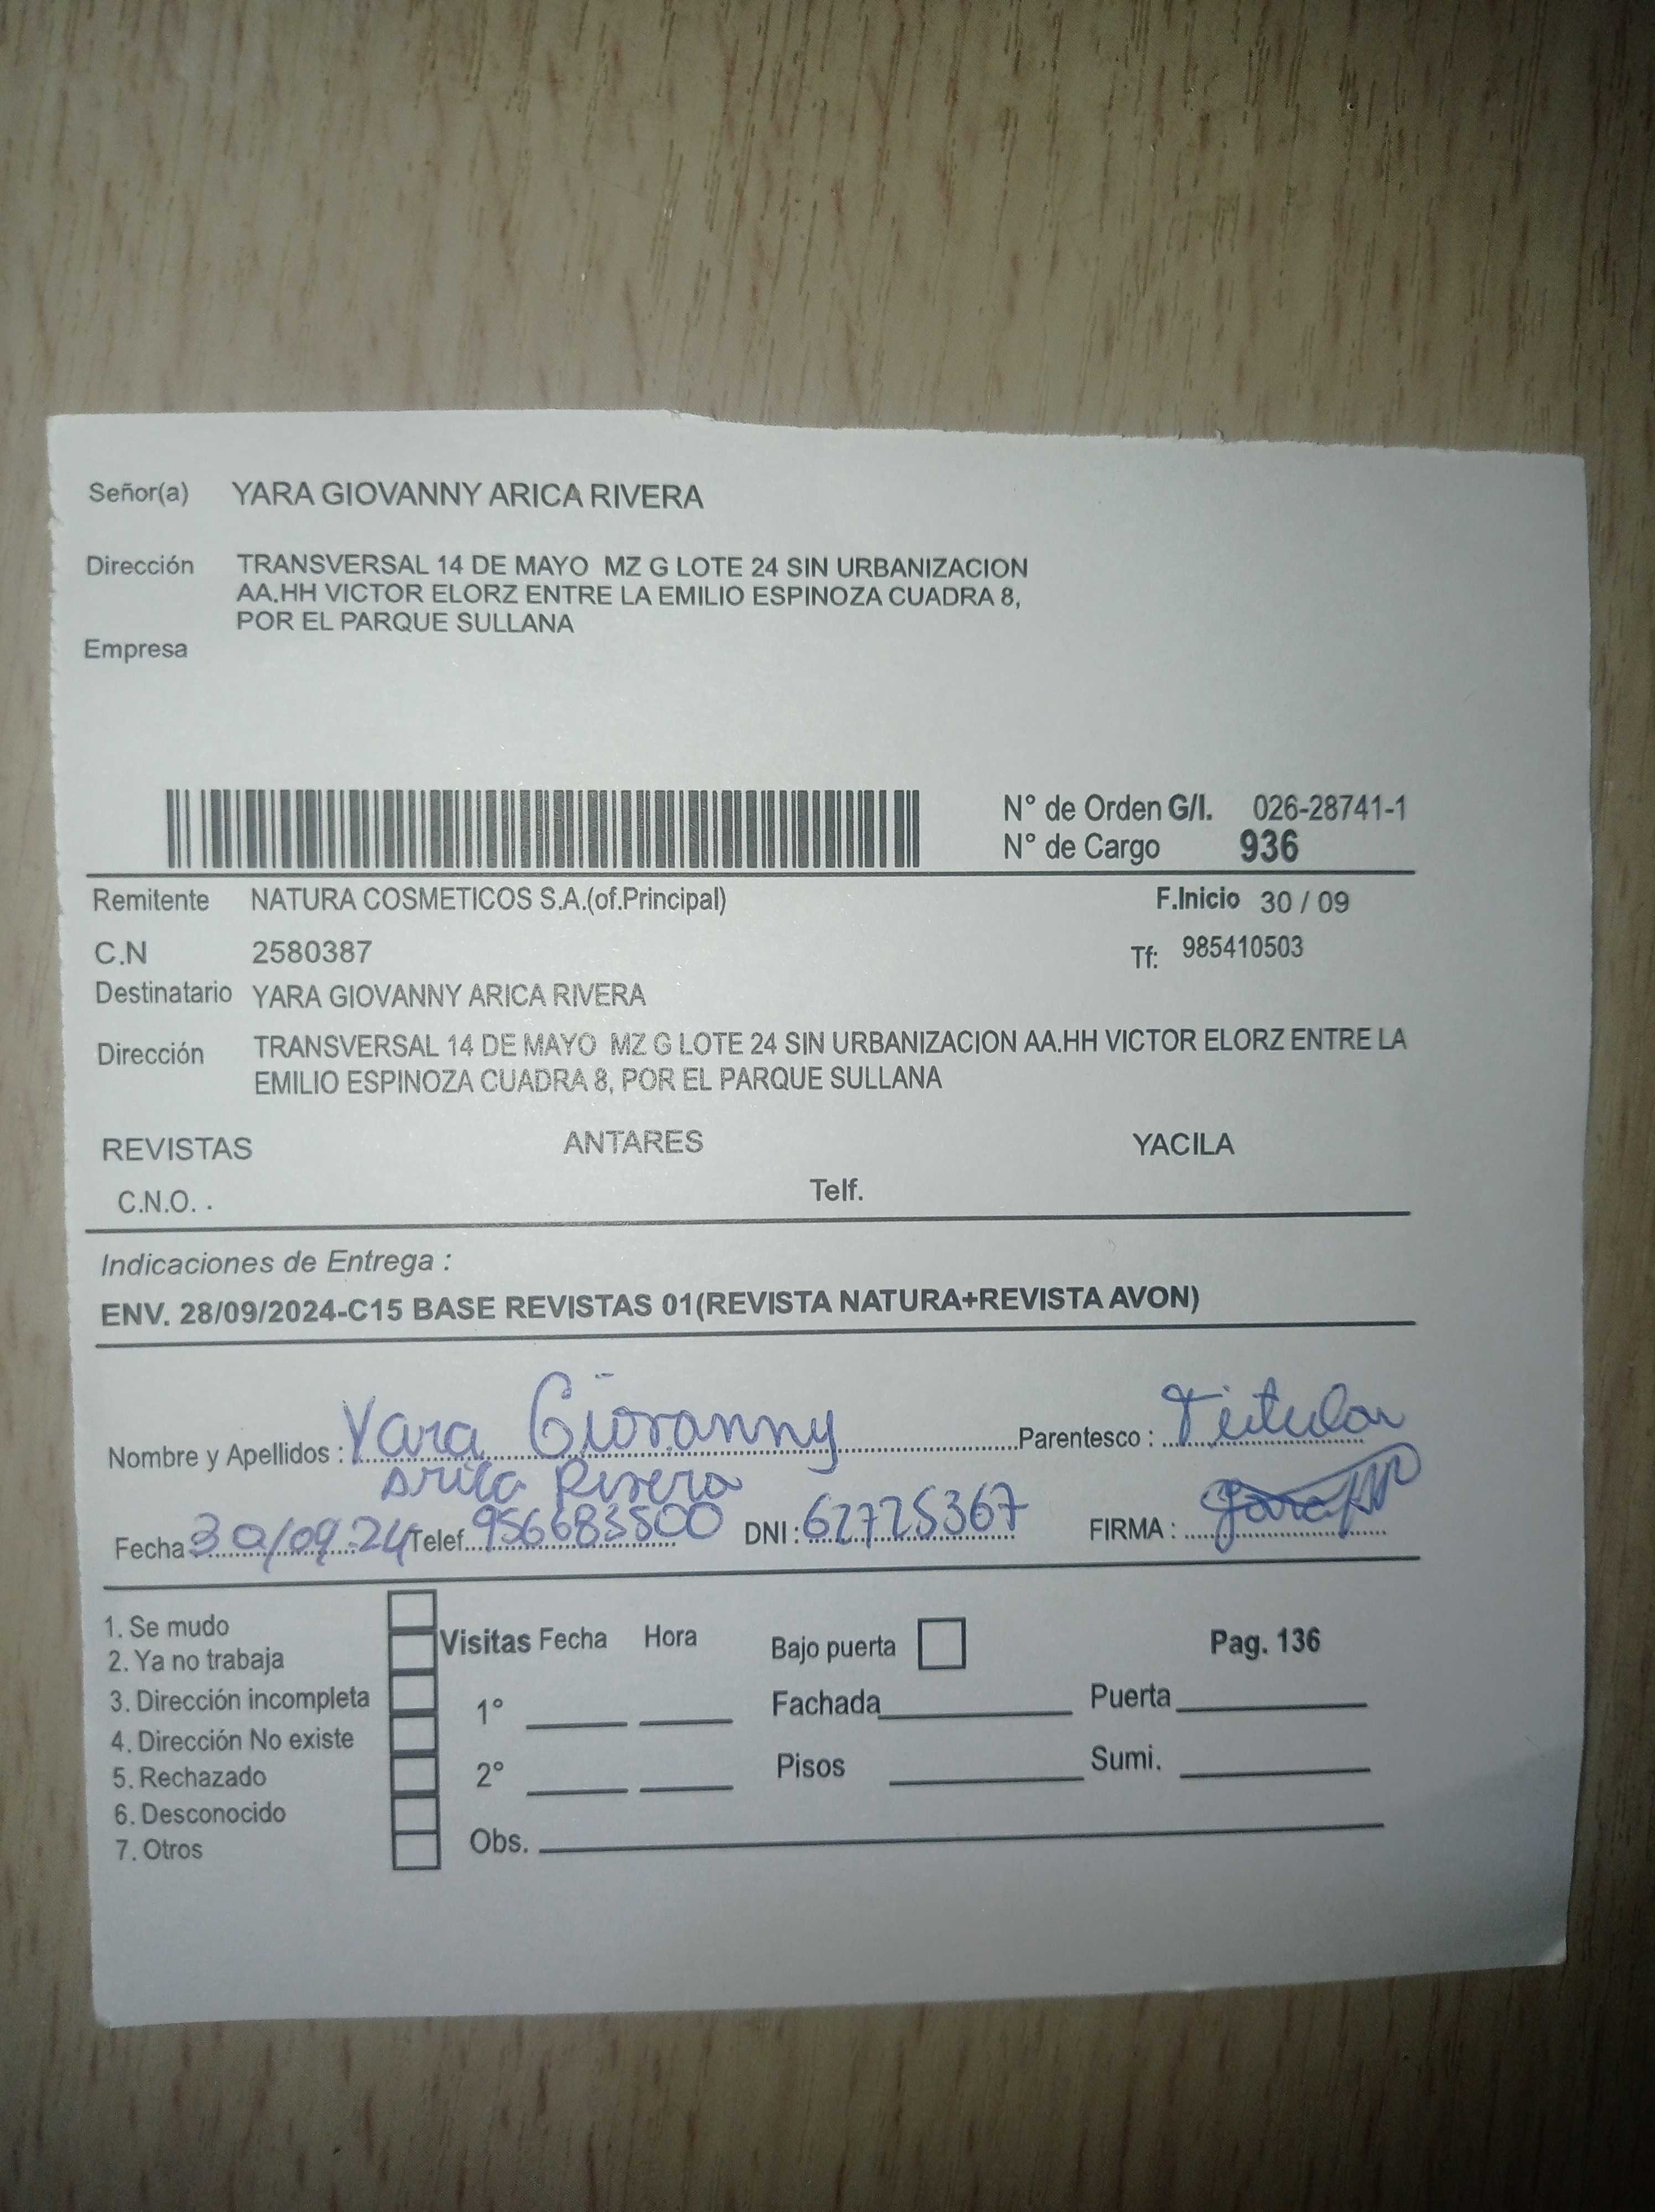 Señor(a) YARA GIOVANNY ARICA RIVERA
Dirección TRANSVERSAL 14 DE MAYO MZ G LOTE 24 SIN URBANIZACION
AA.HH VICTOR ELORZ ENTRE LA EMILIO ESPINOZA CUADRA 8,
POR EL PARQUE SULLANA
Empresa
N° de Orden G/I. 026-28741-1
N° de Cargo 936
Remitente NATURA COSMETICOS S.A.(of.Principal) F.Inicio 30 / 09
C.N 2580387 Tf: 985410503
Destinatario YARA GIOVANNY ARICA RIVERA
Dirección TRANSVERSAL 14 DE MAYO MZ G LOTE 24 SIN URBANIZACION AA.HH VICTOR ELORZ ENTRE LA
EMILIO ESPINOZA CUADRA 8, POR EL PARQUE SULLANA
REVISTAS ANTARES YACILA
C.N.O. . Telf.
Indicaciones de Entrega :
ENV. 28/09/2024-C15 BASE REVISTAS 01(REVISTA NATURA+REVISTA AVON)
Nombre y Apellidos : Yara Giovanny Parentesco : Titular
Arica Rivera
Fecha 30/09.24 Telef. 956683500 DNI : 62725367 FIRMA :
1. Se mudo
2. Ya no trabaja
3. Dirección incompleta
4. Dirección No existe
5. Rechazado
6. Desconocido
7. Otros
Visitas Fecha Hora Bajo puerta Pag. 136
1° Fachada Puerta
2° Pisos Sumi.
Obs.